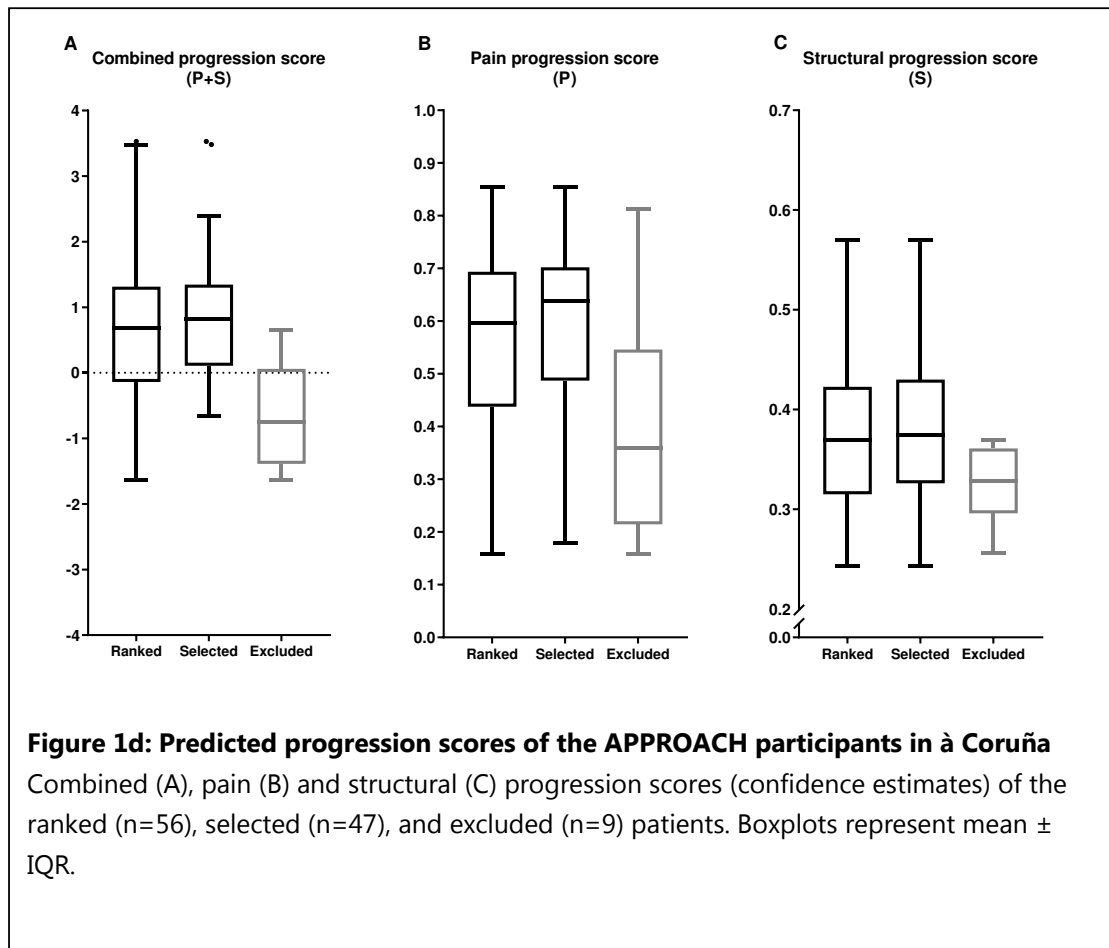 A
Combined progression score
(P+S)
4
3
2
1
0
-1
-2
-3
-4
Ranked Selected Excluded
B
Pain progression score
(P)
1.0
0.9
0.8
0.7
0.6
0.5
0.4
0.3
0.2
0.1
0.0
Ranked Selected Excluded
C
Structural progression score
(S)
0.7
0.6
0.5
0.4
0.3
0.2
0.0
Ranked Selected Excluded
Figure 1d: Predicted progression scores of the APPROACH participants in à Coruña
Combined (A), pain (B) and structural (C) progression scores (confidence estimates) of the
ranked (n=56), selected (n=47), and excluded (n=9) patients. Boxplots represent mean ±
IQR.